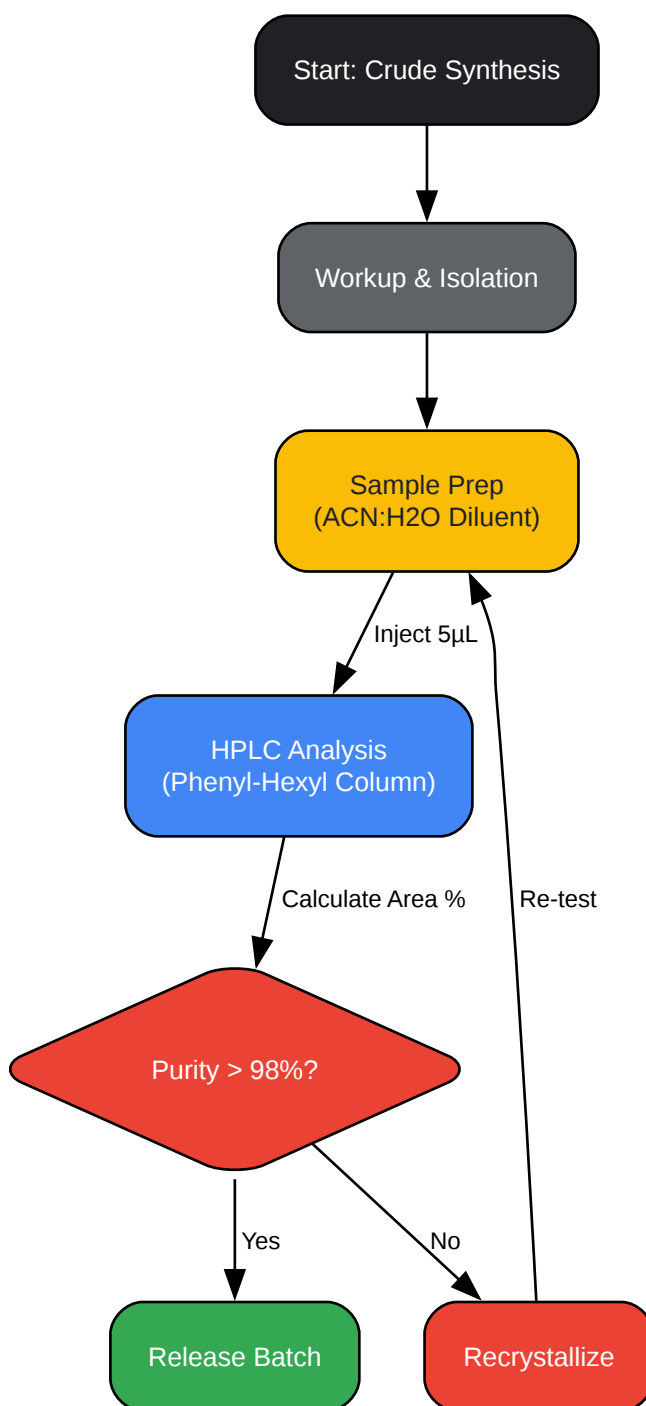 Start: Crude Synthesis
Workup & Isolation
Sample Prep
(ACN:H2O Diluent)
Inject 5µL
HPLC Analysis
(Phenyl-Hexyl Column)
Calculate Area %
Re-test
Purity > 98%?
Yes
No
Release Batch
Recrystallize